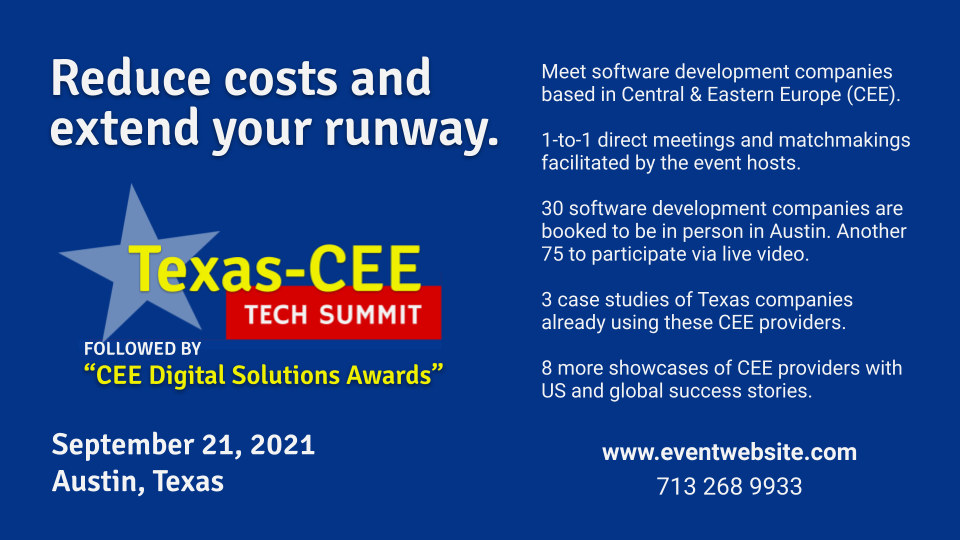 Reduce costs and
extend your runway.
Texas-CEE
TECH SUMMIT
FOLLOWED BY
“CEE Digital Solutions Awards”
September 21, 2021
Austin, Texas
Meet software development companies
based in Central & Eastern Europe (CEE).
1-to-1 direct meetings and matchmakings
facilitated by the event hosts.
30 software development companies are
booked to be in person in Austin. Another
75 to participate via live video.
3 case studies of Texas companies
already using these CEE providers.
8 more showcases of CEE providers with
US and global success stories.
www.eventwebsite.com
713 268 9933